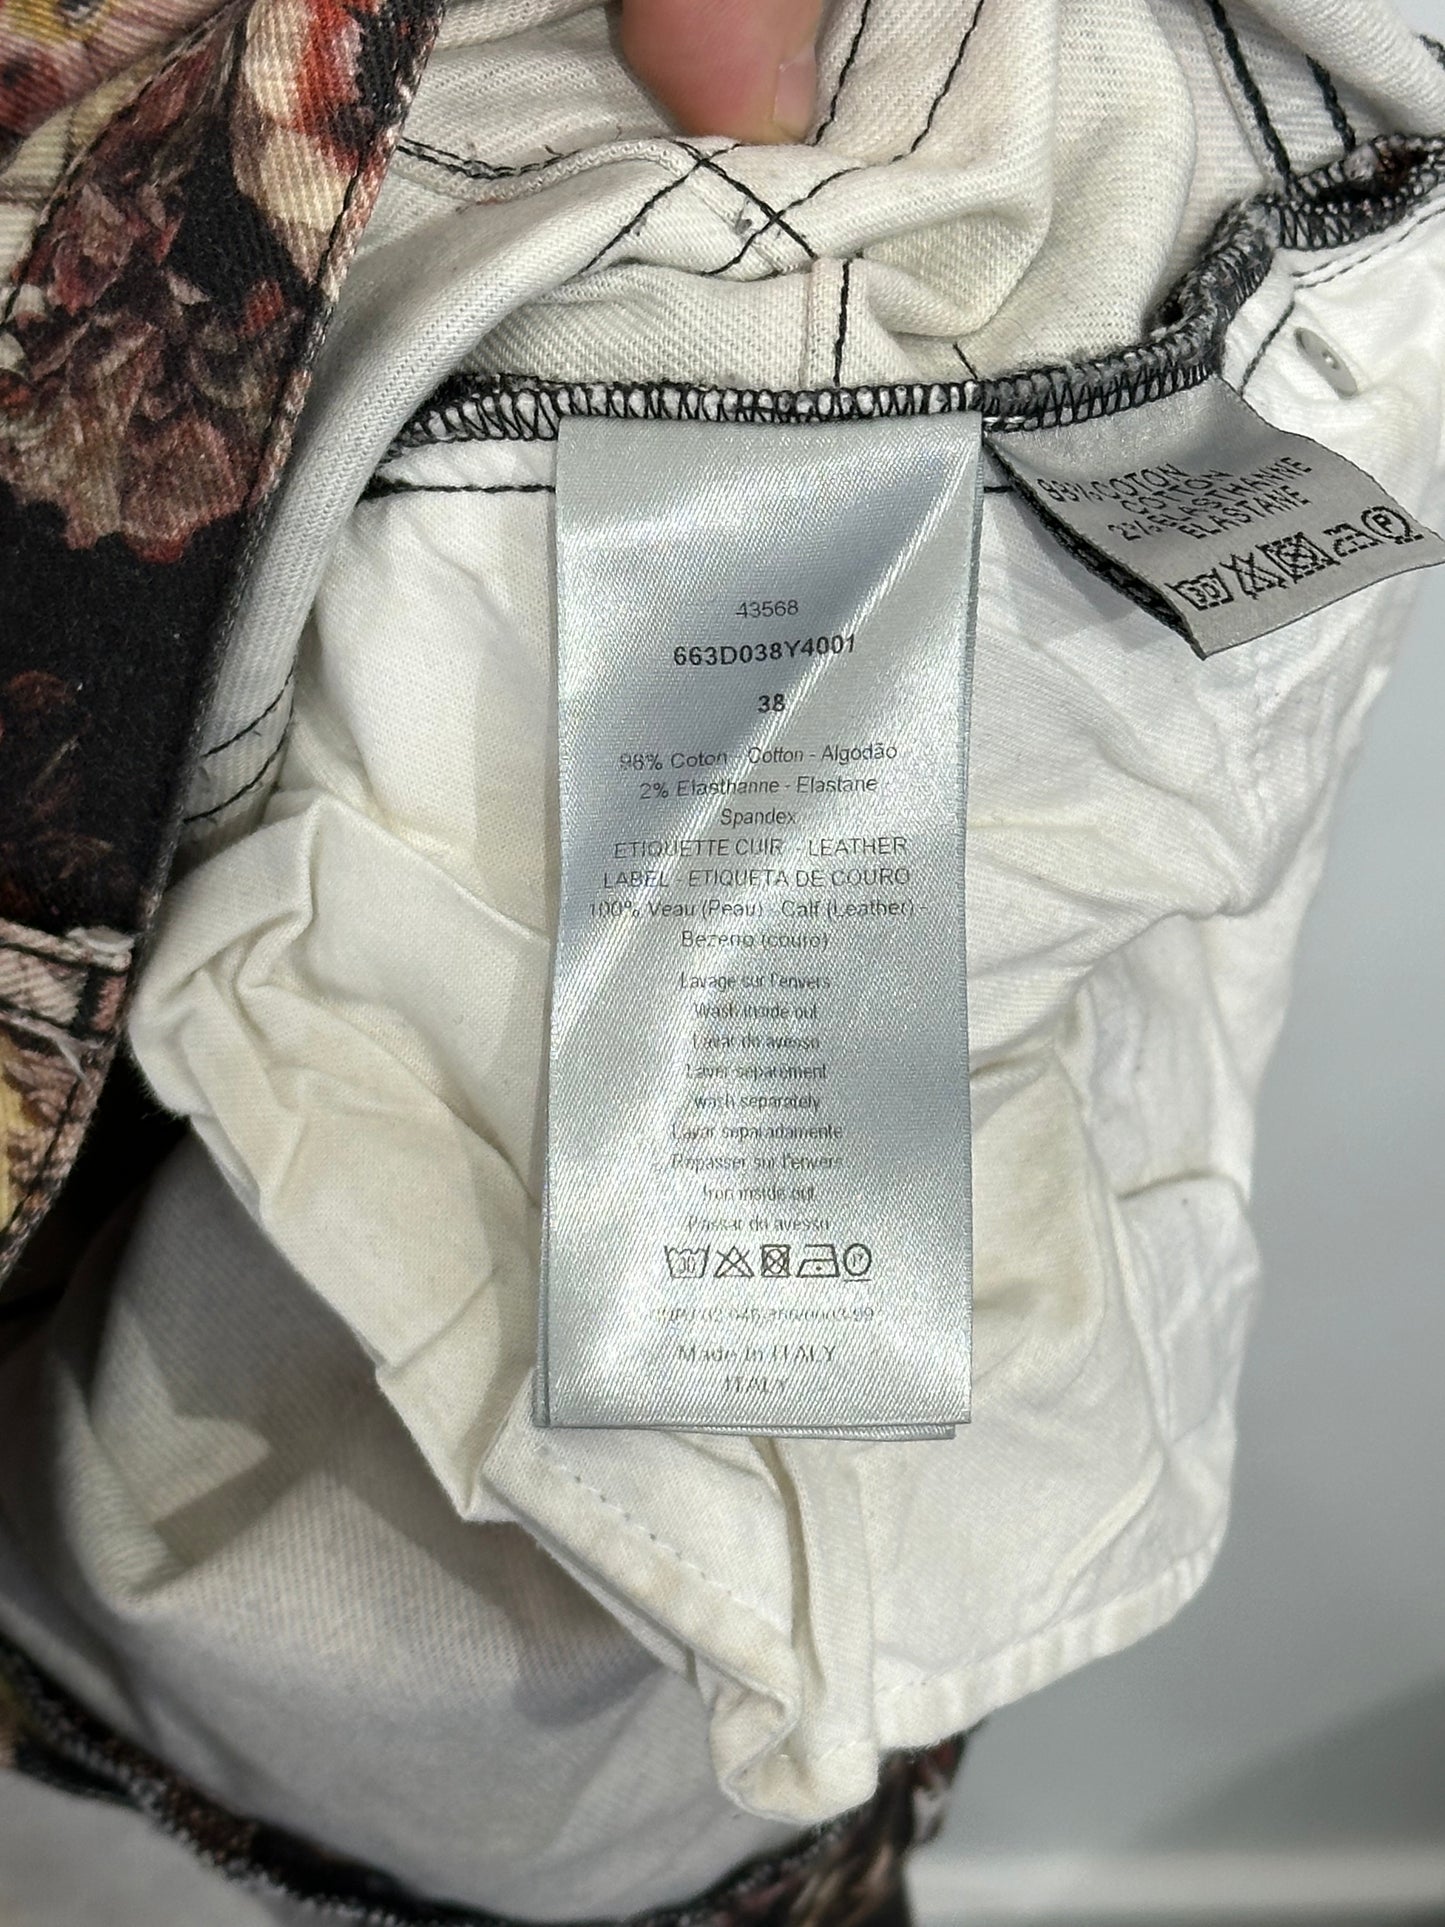 43568
663D038Y4001
38
98% Coton - Cotton - Algodão
2% Elasthanne - Elastane
Spandex
ETIQUETTE CUIR - LEATHER
LABEL - ETIQUETA DE COURO
100% Veau (Peau) - Calf (Leather) -
Bezerro (couro)
Lavage sur l'envers
Wash inside out
Lavar do avesso
Laver séparément
wash separately
Lavar separadamente
Repasser sur l'envers
Iron inside out
Passar do avesso
30
Made in ITALY
ITALY
98% COTON
COTTON
2% ELASTHANNE
ELASTANE
30 P